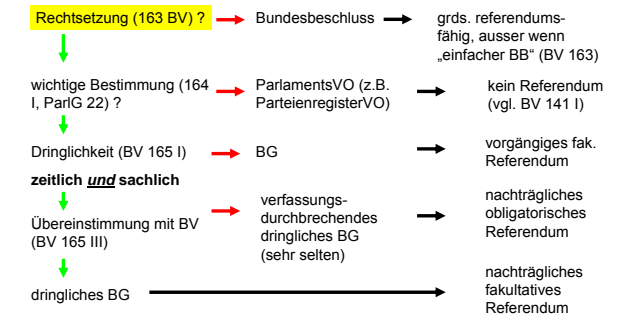 Rechtsetzung (163 BV) ?
Bundesbeschluss
grds. referendums-
fähig, ausser wenn
„einfacher BB“ (BV 163)
wichtige Bestimmung (164
I, ParlG 22) ?
ParlamentsVO (z.B.
ParteienregisterVO)
kein Referendum
(vgl. BV 141 I)
Dringlichkeit (BV 165 I)
BG
vorgängiges fak.
Referendum
zeitlich und sachlich
Übereinstimmung mit BV
(BV 165 III)
verfassungs-
durchbrechendes
dringliches BG
(sehr selten)
nachträgliches
obligatorisches
Referendum
dringliches BG
nachträgliches
fakultatives
Referendum